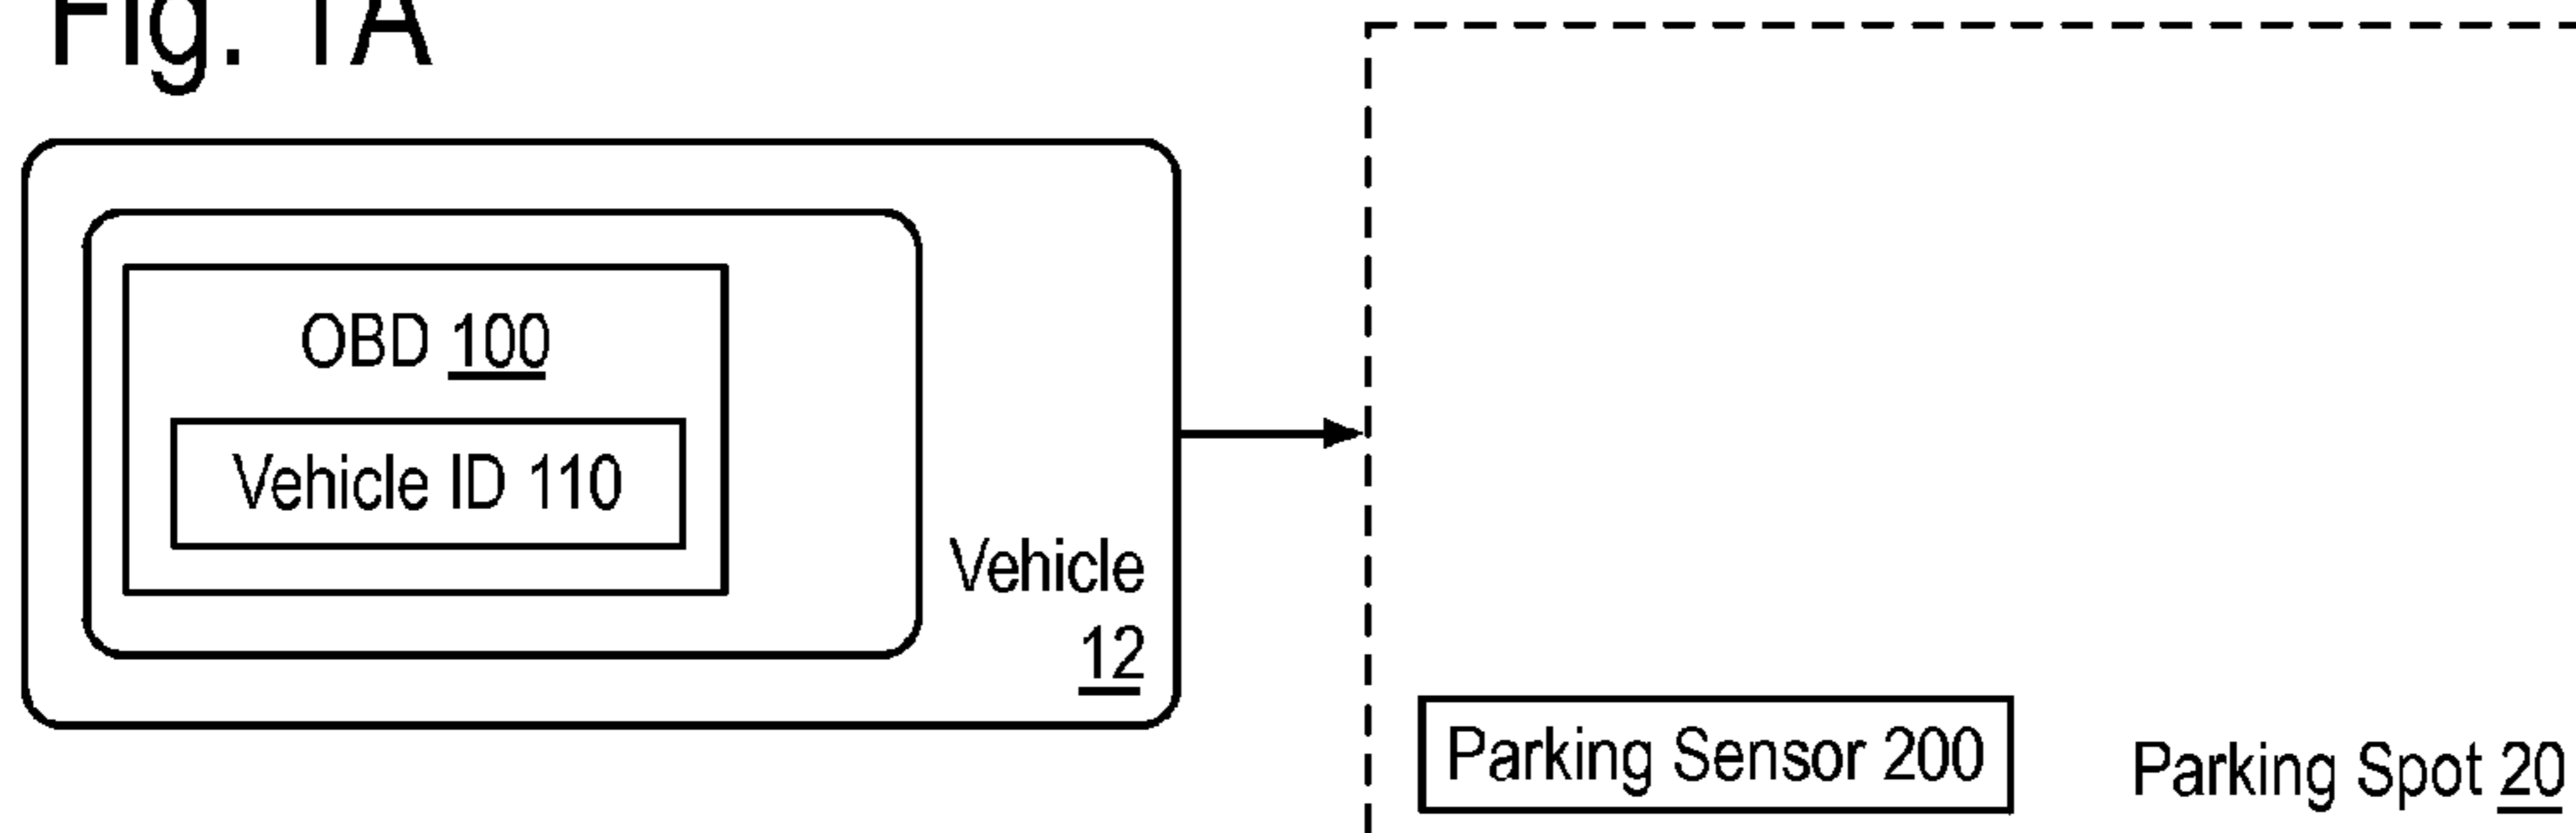 Fig. 1A
OBD 100
Vehicle ID 110
Vehicle
12
Parking Sensor 200
Parking Spot 20